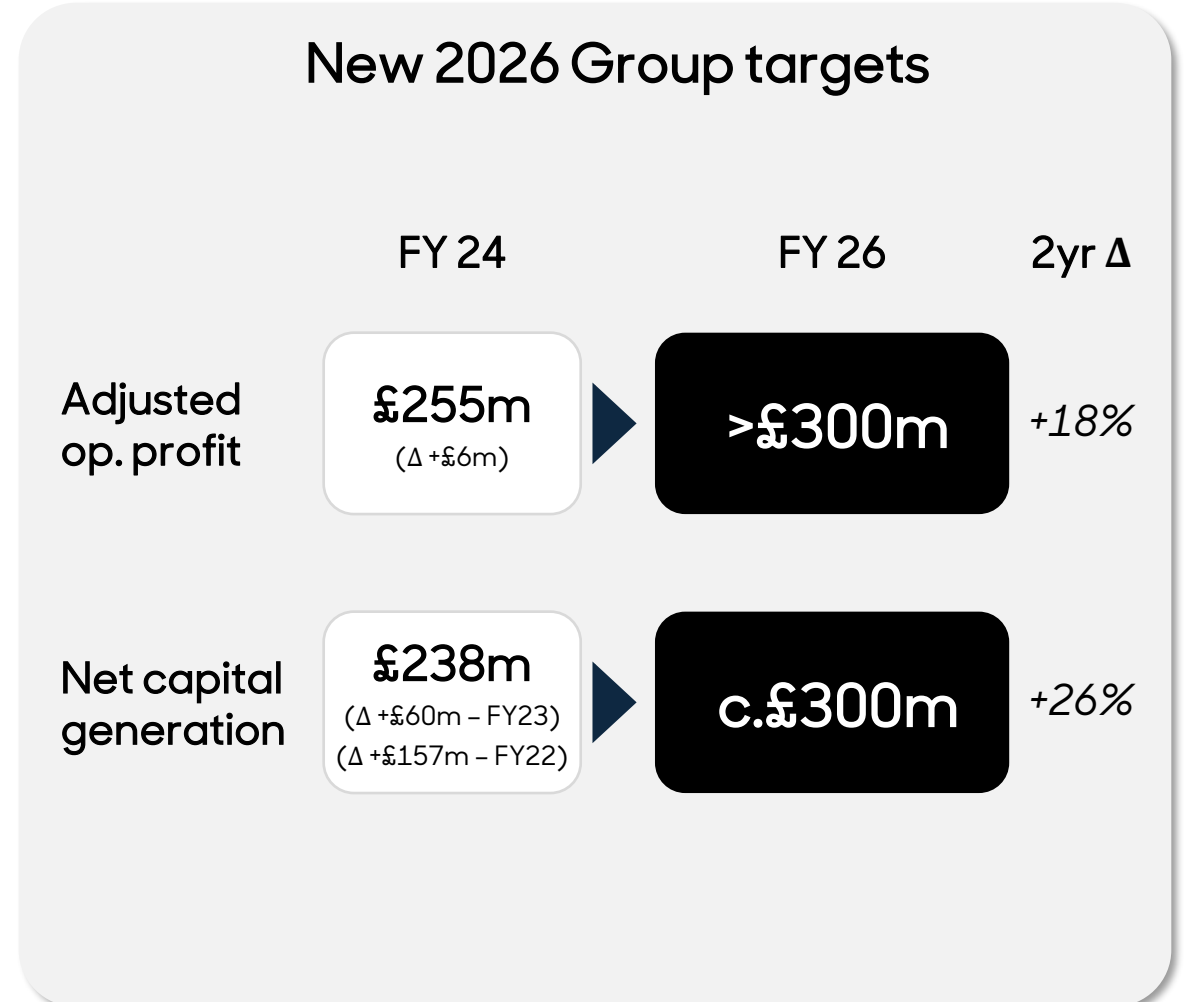 New 2026 Group targets
FY 24
FY 26
2yr Δ
Adjusted
op. profit
£255m
(Δ +£6m)
>£300m
+18%
Net capital
generation
£238m
(Δ +£60m – FY23)
(Δ +£157m – FY22)
c.£300m
+26%